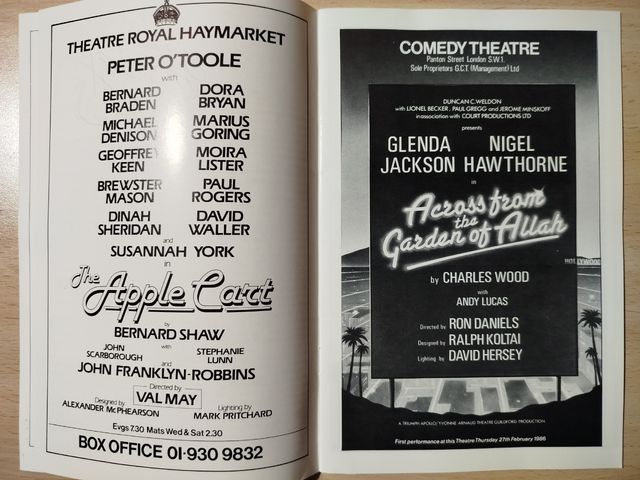 THEATRE ROYAL HAYMARKET
PETER O'TOOLE
with
BERNARD BRADEN
DORA BRYAN
MICHAEL DENISON
MARIUS GORING
GEOFFREY KEEN
MOIRA LISTER
BREWSTER MASON
PAUL ROGERS
DINAH SHERIDAN
DAVID WALLER
and
SUSANNAH YORK
in
The Apple Cart
by
BERNARD SHAW
JOHN SCARBOROUGH
with
STEPHANIE LUNN
and
JOHN FRANKLYN-ROBBINS
Directed by
VAL MAY
Designed by
ALEXANDER McPHEARSON
Lighting by
MARK PRITCHARD
Evgs 7.30 Mats Wed & Sat 2.30
BOX OFFICE 01-930 9832
COMEDY THEATRE
Panton Street London S.W.1.
Sole Proprietors G.C.T. (Management) Ltd
DUNCAN C. WELDON
with LIONEL BECKER, PAUL GREGG and JEROME MINSKOFF
in association with COURT PRODUCTIONS LTD
presents
GLENDA JACKSON
NIGEL HAWTHORNE
in
Across from
the
Garden of Allah
HOLLYWOOD
by CHARLES WOOD
with
ANDY LUCAS
Directed by RON DANIELS
Designed by RALPH KOLTAI
Lighting by DAVID HERSEY
A TRIUMPH APOLLO/YVONNE ARNAUD THEATRE GUILDFORD PRODUCTION
First performance at this Theatre Thursday 27th February 1986